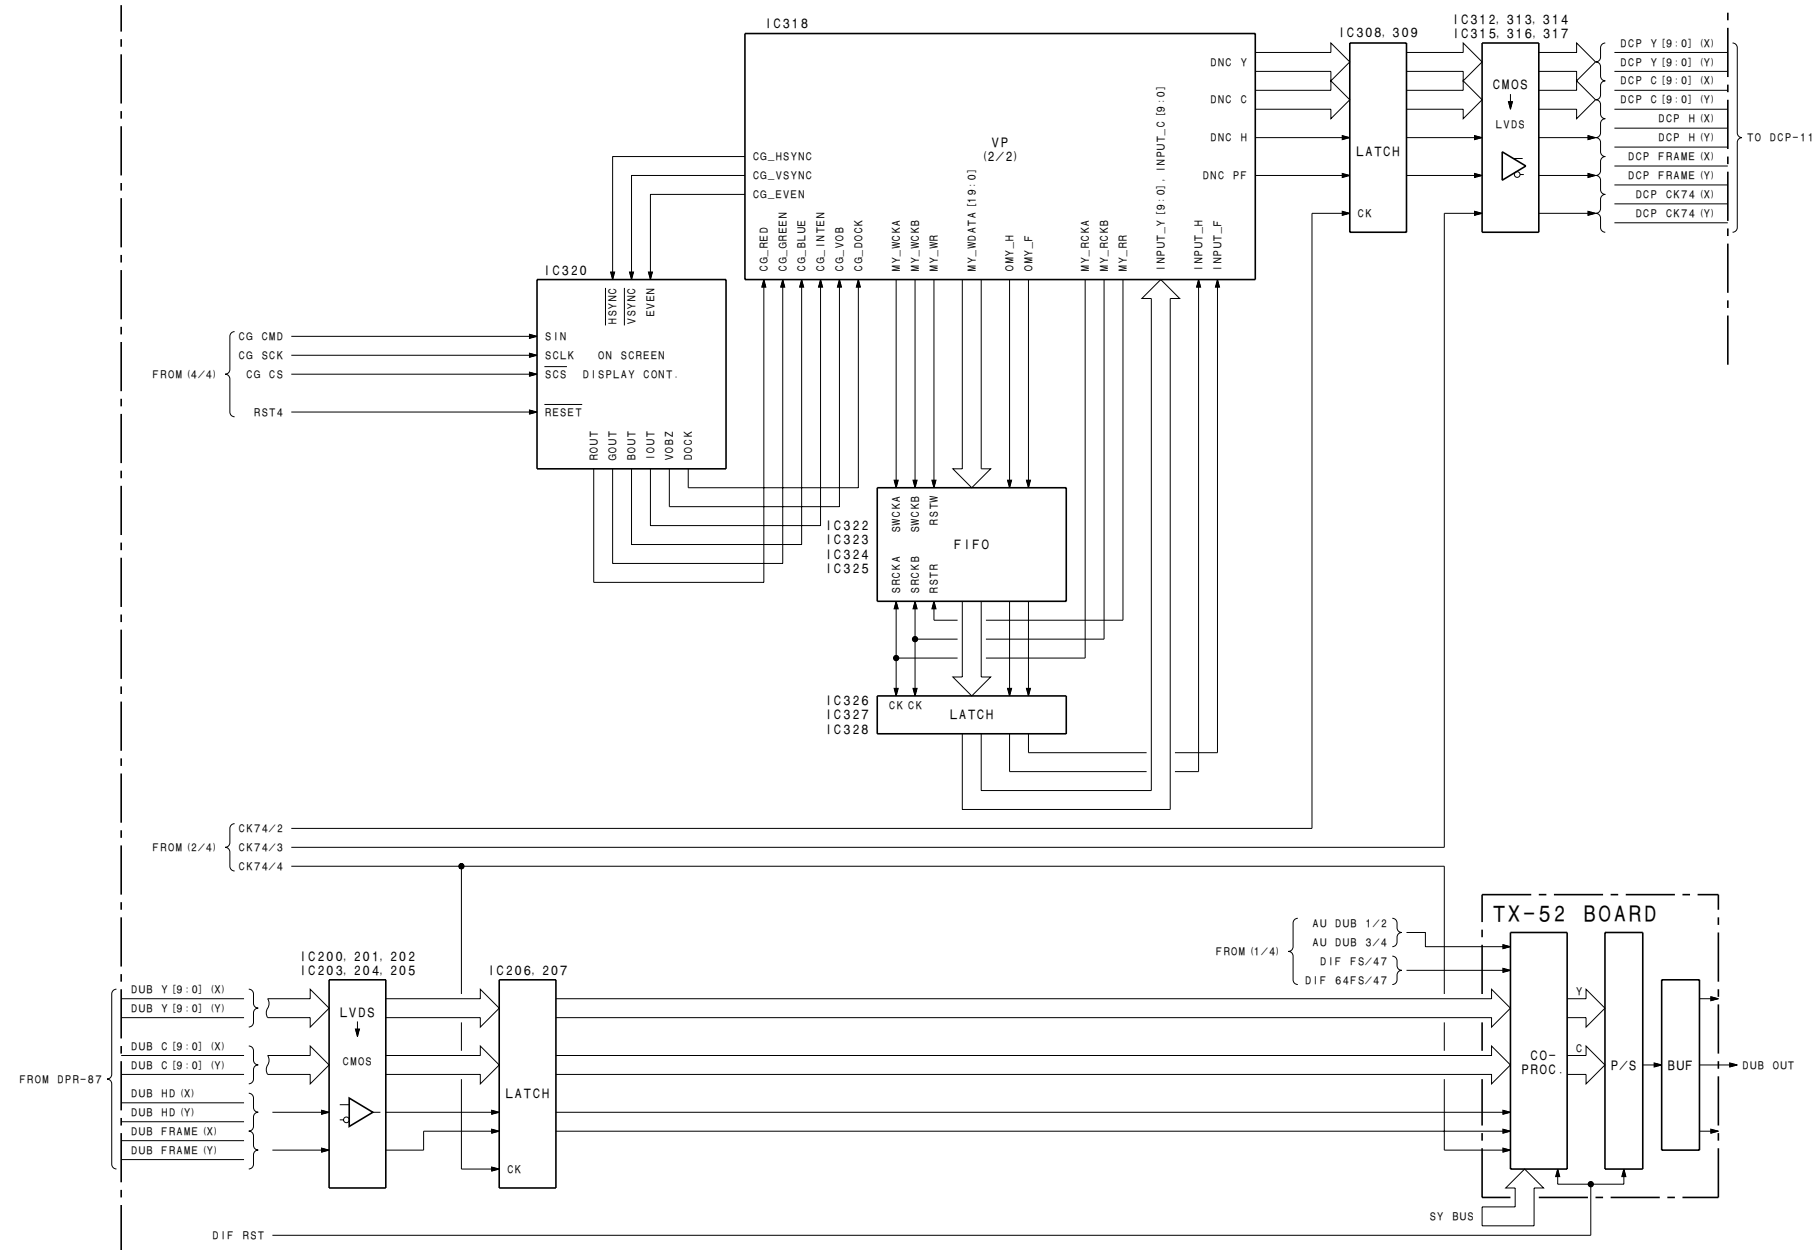 IC318
IC308, 309
IC312, 313, 314
IC315, 316, 317
DNC Y
DNC C
DNC H
DNC PF
VP
(2/2)
CG_HSYNC
CG_VSYNC
CG_EVEN
CG_RED
CG_GREEN
CG_BLUE
CG_INTEN
CG_VOB
CG_DOCK
MY_WCKA
MY_WCKB
MY_WR
MY_WDATA [19:0]
OMY_H
OMY_F
MY_RCKA
MY_RCKB
MY_RR
INPUT_Y [9:0], INPUT_C [9:0]
INPUT_H
INPUT_F
LATCH
CK
CMOS
LVDS
DCP Y [9:0] (X)
DCP Y [9:0] (Y)
DCP C [9:0] (X)
DCP C [9:0] (Y)
DCP H (X)
DCP H (Y)
DCP FRAME (X)
DCP FRAME (Y)
DCP CK74 (X)
DCP CK74 (Y)
TO DCP-11
IC320
HSYNC
VSYNC
EVEN
FROM (4/4)
CG CMD
CG SCK
CG CS
RST4
SIN
SCLK
SCS
RESET
ON SCREEN
DISPLAY CONT.
ROUT
GOUT
BOUT
IOUT
VOBZ
DOCK
IC322
IC323
IC324
IC325
SWCKA
SWCKB
RSTW
FIFO
SRCKA
SRCKB
RSTR
IC326
IC327
IC328
CK CK
LATCH
FROM (2/4)
CK74/2
CK74/3
CK74/4
FROM (1/4)
AU DUB 1/2
AU DUB 3/4
DIF FS/47
DIF 64FS/47
TX-52 BOARD
IC200, 201, 202
IC203, 204, 205
IC206, 207
FROM DPR-87
DUB Y [9:0] (X)
DUB Y [9:0] (Y)
DUB C [9:0] (X)
DUB C [9:0] (Y)
DUB HD (X)
DUB HD (Y)
DUB FRAME (X)
DUB FRAME (Y)
LVDS
CMOS
LATCH
CK
CO-
PROC.
Y
C
P/S
BUF
DUB OUT
SY BUS
DIF RST